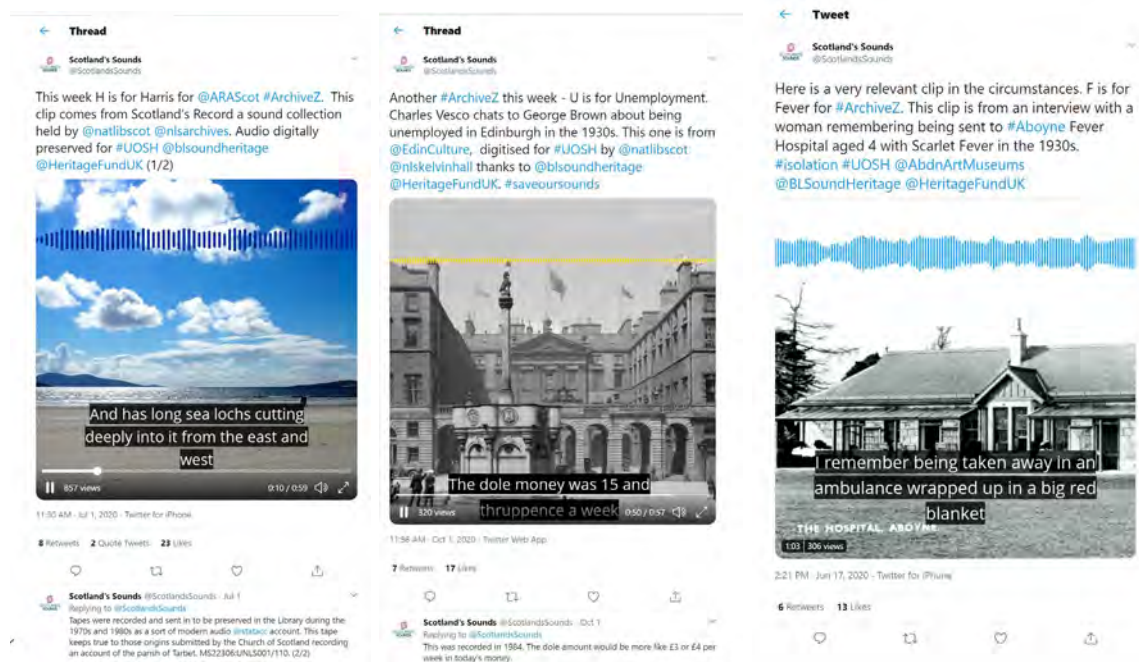 ← Thread
Scotland's Sounds
@ScotlandsSounds
This week H is for Harris for @ARAScot #ArchiveZ. This
clip comes from Scotland's Record a sound collection
held by @natlibscot @nlsarchives. Audio digitally
preserved for #UOSH @blsoundheritage
@HeritageFundUK (1/2)
And has long sea lochs cutting
deeply into it from the east and
west
857 views 0:10 / 0:59
11:30 AM · Jul 1, 2020 · Twitter for iPhone
8 Retweets 2 Quote Tweets 23 Likes
Scotland's Sounds @ScotlandsSounds · Jul 1
Replying to @ScotlandsSounds
Tapes were recorded and sent in to be preserved in the Library during the
1970s and 1980s as a sort of modern audio account. This tape
keeps true to those origins submitted by the Church of Scotland recording
an account of the parish of Tarbet. MS22306:UNLS001/110. (2/2)
← Thread
Scotland's Sounds
@ScotlandsSounds
Another #ArchiveZ this week - U is for Unemployment.
Charles Vesco chats to George Brown about being
unemployed in Edinburgh in the 1930s. This one is from
@EdinCulture, digitised for #UOSH by @natlibscot
@nlskelvinhall thanks to @blsoundheritage
@HeritageFundUK. #saveoursounds
The dole money was 15 and
thruppence a week
320 views 0:50 / 0:57
11:56 AM · Oct 1, 2020 · Twitter Web App
7 Retweets 17 Likes
Scotland's Sounds @ScotlandsSounds · Oct 1
Replying to @ScotlandsSounds
This was recorded in 1984. The dole amount would be more like £3 or £4 per
week in today's money.
← Tweet
Scotland's Sounds
@ScotlandsSounds
Here is a very relevant clip in the circumstances. F is for
Fever for #ArchiveZ. This clip is from an interview with a
woman remembering being sent to #Aboyne Fever
Hospital aged 4 with Scarlet Fever in the 1930s.
#isolation #UOSH @AbdnArtMuseums
@BLSoundHeritage @HeritageFundUK
I remember being taken away in an
ambulance wrapped up in a big red
blanket
THE HOSPITAL, ABOYNE
1:03 306 views
2:21 PM · Jun 17, 2020 · Twitter for iPhone
6 Retweets 13 Likes